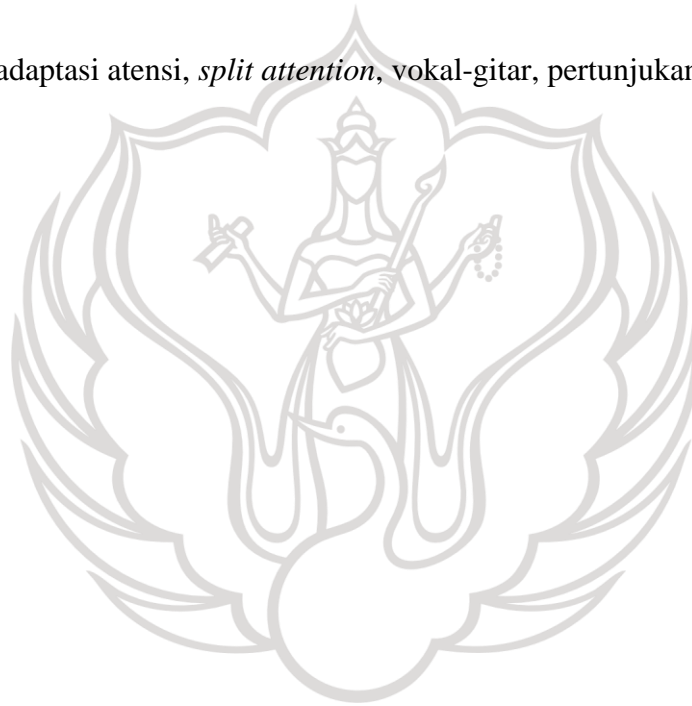 adaptasi atensi, split attention, vokal-gitar, pertunjukan